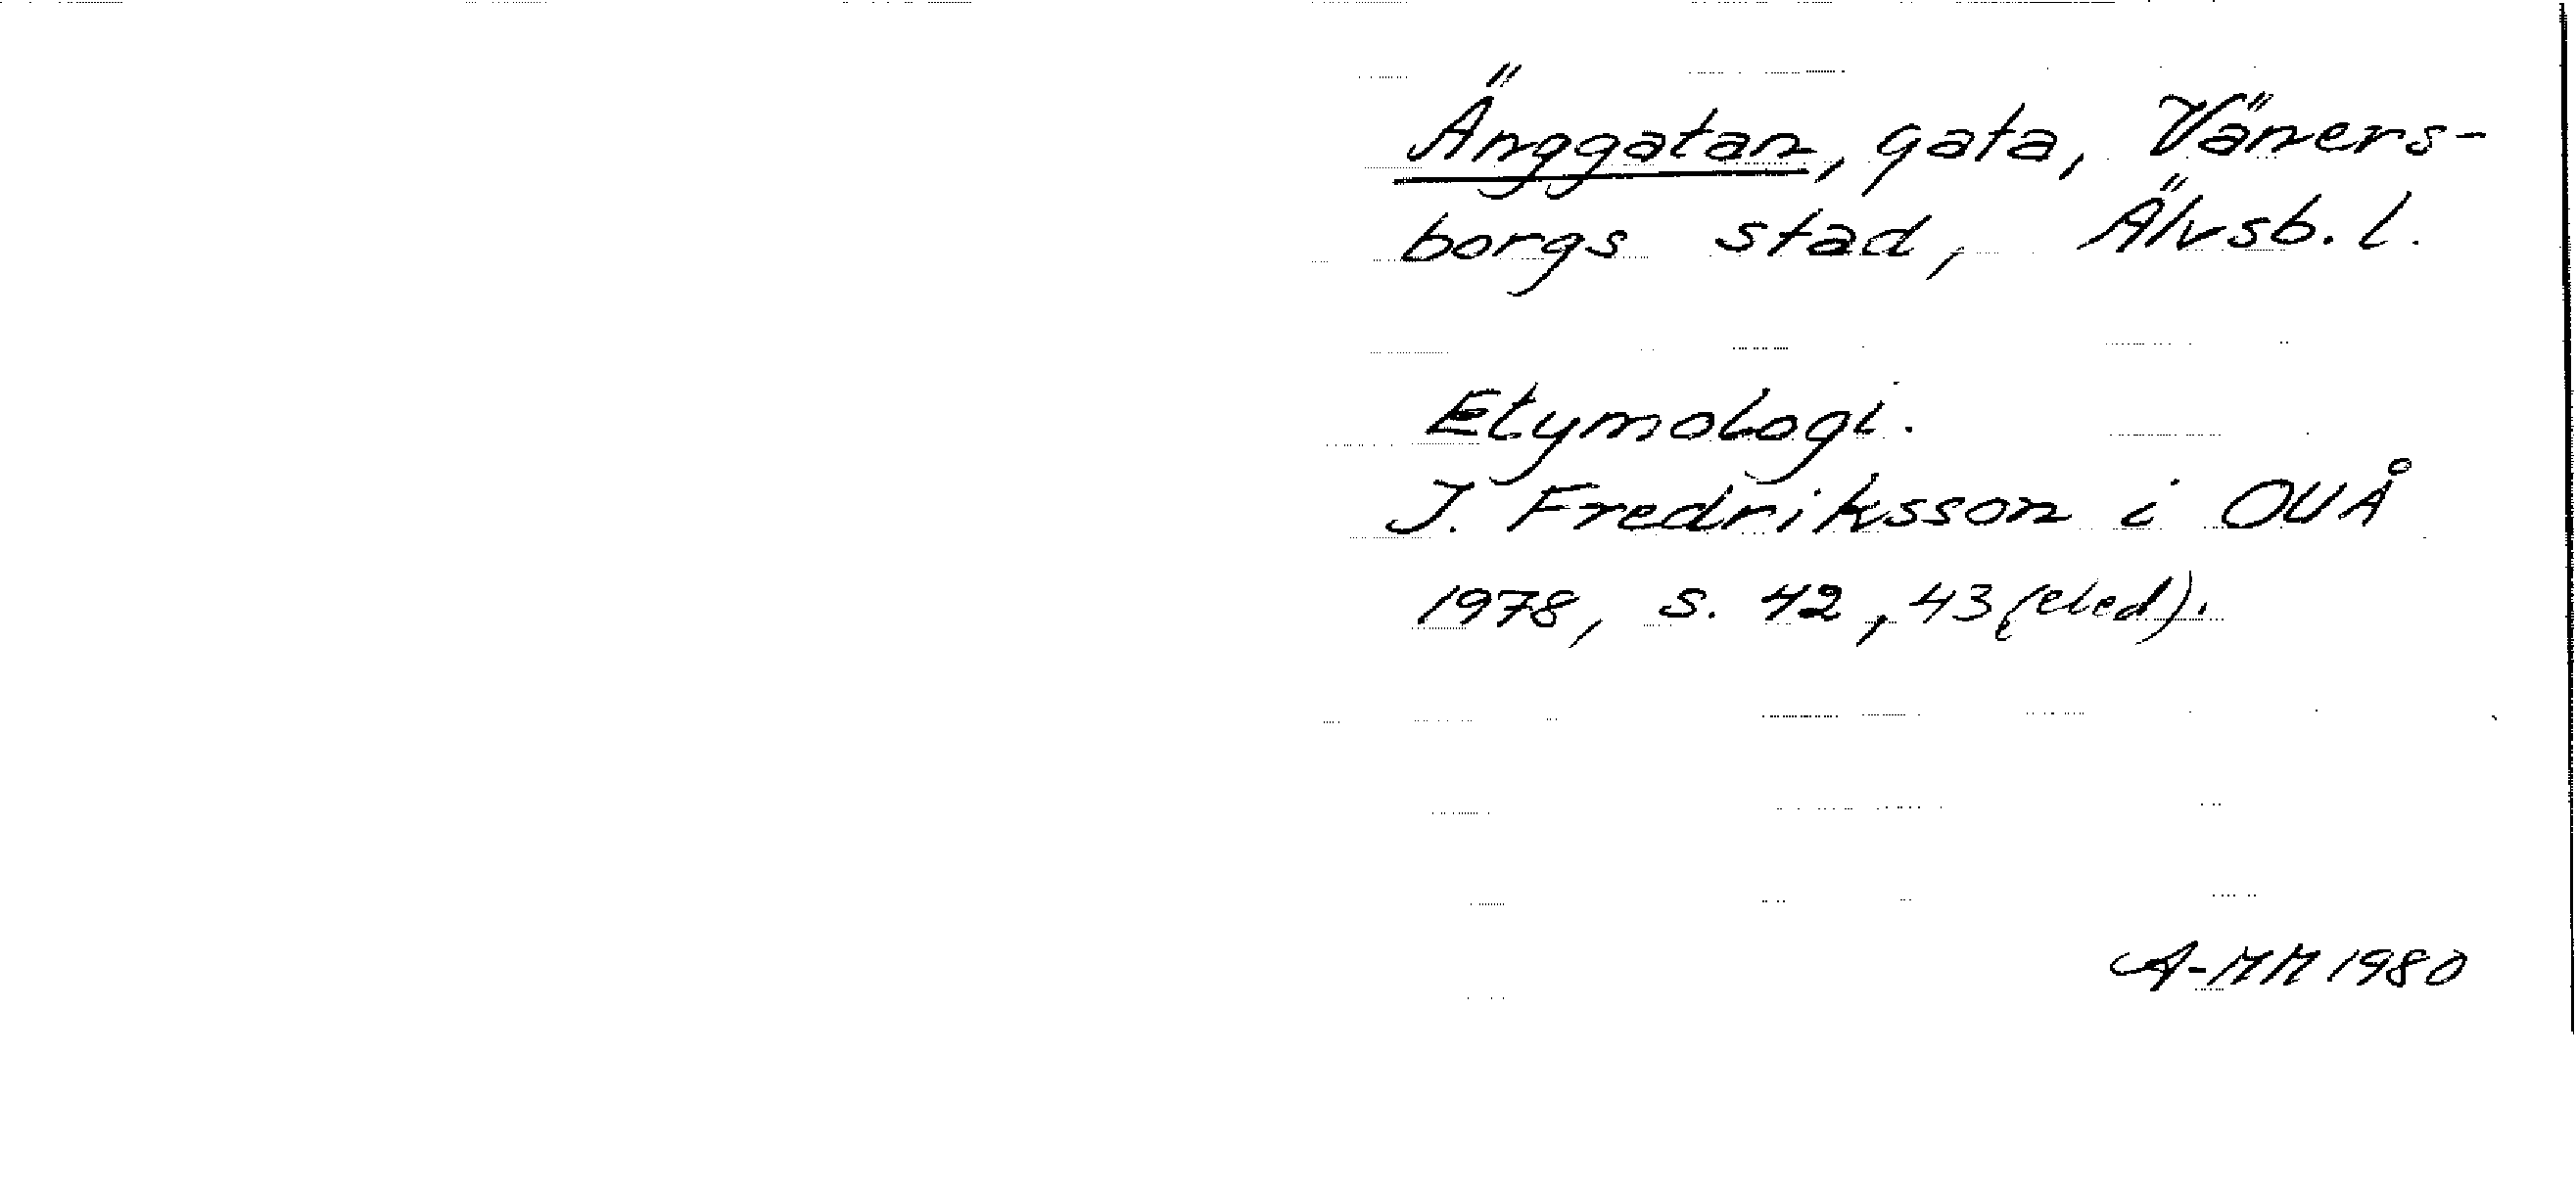 Änggatan, gata, Väners-
borgs stad, Älvsb. l.
Etymologi.
J. Fredriksson i OUÅ
1978, s. 42, 43 (eled).
A-MM 1980